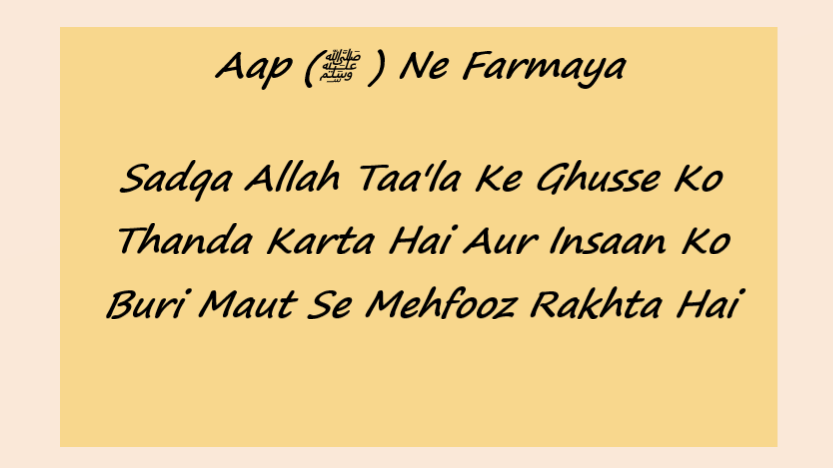 Aap (ﷺ) Ne Farmaya
Sadqa Allah Taa'la Ke Ghusse Ko
Thanda Karta Hai Aur Insaan Ko
Buri Maut Se Mehfooz Rakhta Hai